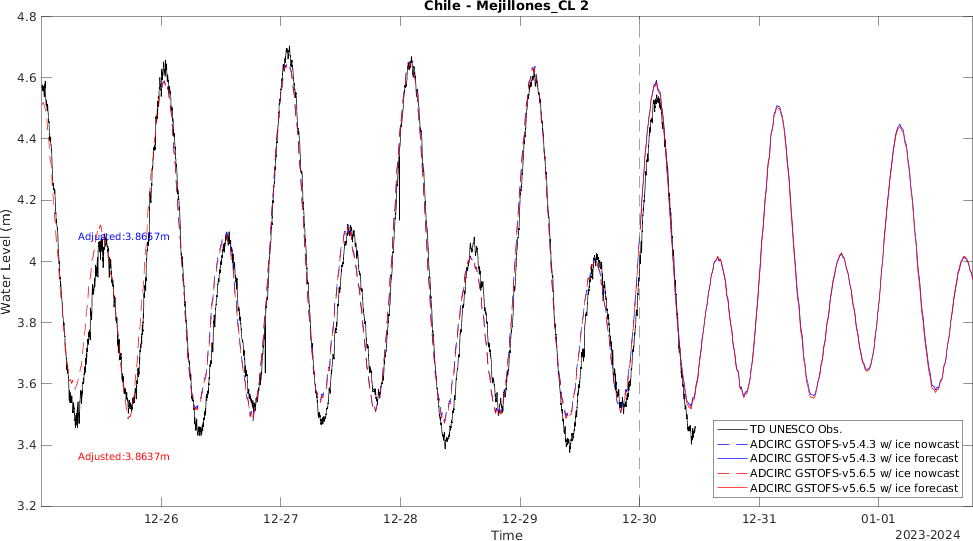 Chile - Mejillones_CL 2
4.8
4.6
4.4
4.2
4
3.8
3.6
3.4
3.2
Water Level (m)
Adjusted:3.8657m
Adjusted:3.8637m
TD UNESCO Obs.
ADCIRC GSTOFS-v5.4.3 w/ ice nowcast
ADCIRC GSTOFS-v5.4.3 w/ ice forecast
ADCIRC GSTOFS-v5.6.5 w/ ice nowcast
ADCIRC GSTOFS-v5.6.5 w/ ice forecast
12-26 12-27 12-28 12-29 12-30 12-31 01-01
Time
2023-2024